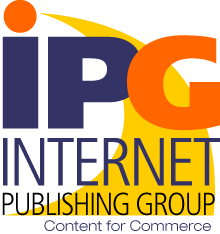 iPG
INTERNET
PUBLISHING GROUP
Content for Commerce